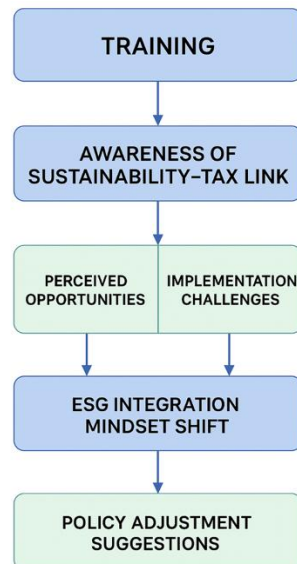 TRAINING
AWARENESS OF
SUSTAINABILITY–TAX LINK
PERCEIVED
OPPORTUNITIES
IMPLEMENTATION
CHALLENGES
ESG INTEGRATION
MINDSET SHIFT
POLICY ADJUSTMENT
SUGGESTIONS